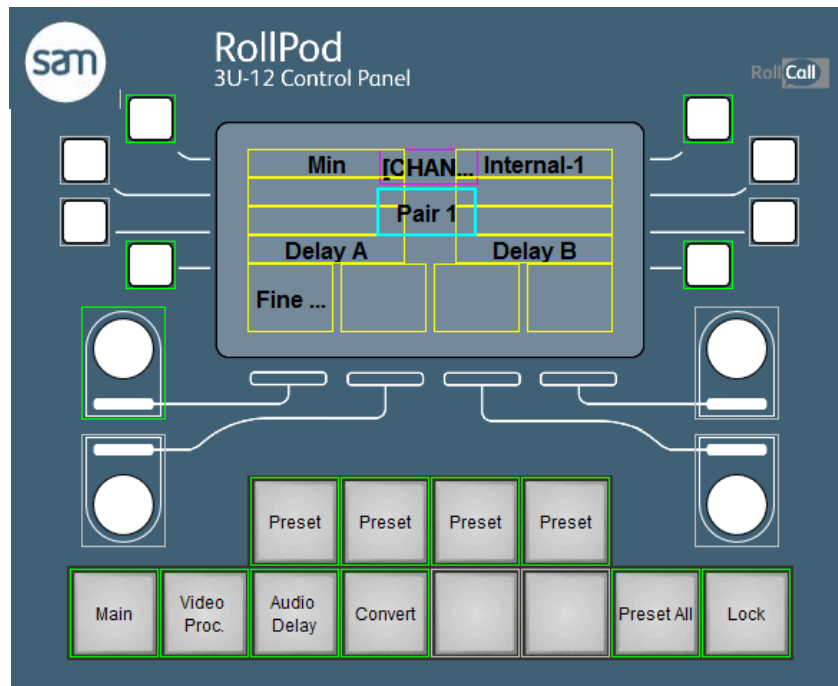 sam
RollPod
3U-12 Control Panel
RollCall
Min [CHAN... Internal-1
Pair 1
Delay A Delay B
Fine ...
Preset Preset Preset Preset
Main
Video
Proc.
Audio
Delay
Convert
Preset All
Lock